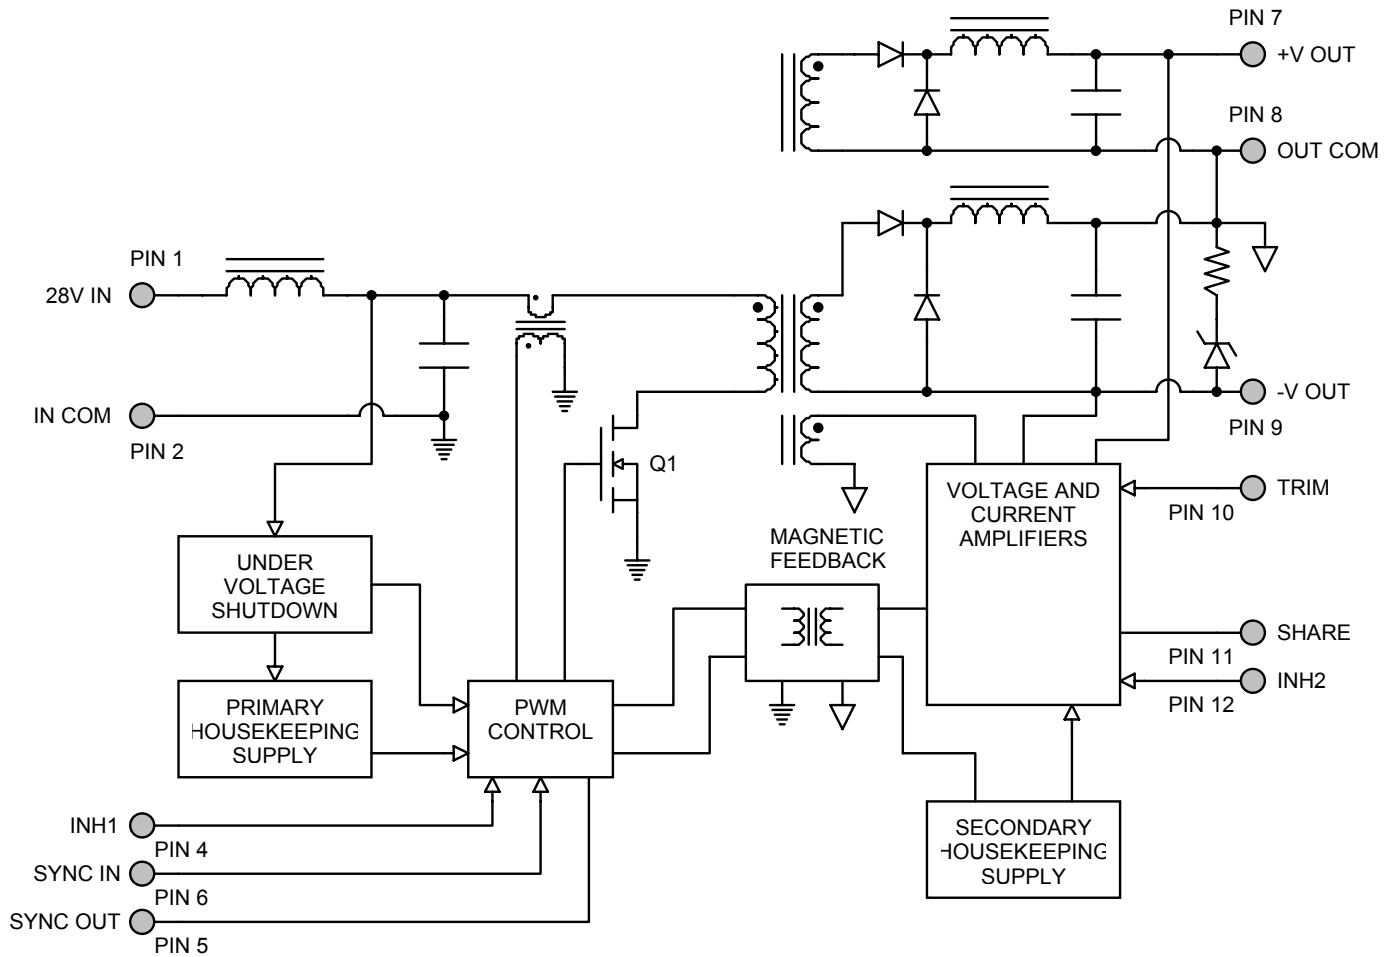 PIN 7
+V OUT
PIN 8
OUT COM
PIN 1
28V IN
IN COM
PIN 2
-V OUT
PIN 9
Q1
VOLTAGE AND
CURRENT
AMPLIFIERS
TRIM
PIN 10
MAGNETIC
FEEDBACK
UNDER
VOLTAGE
SHUTDOWN
SHARE
PIN 11
INH2
PIN 12
PRIMARY
HOUSEKEEPING
SUPPLY
PWM
CONTROL
INH1
PIN 4
SYNC IN
PIN 6
SYNC OUT
PIN 5
SECONDARY
HOUSEKEEPING
SUPPLY